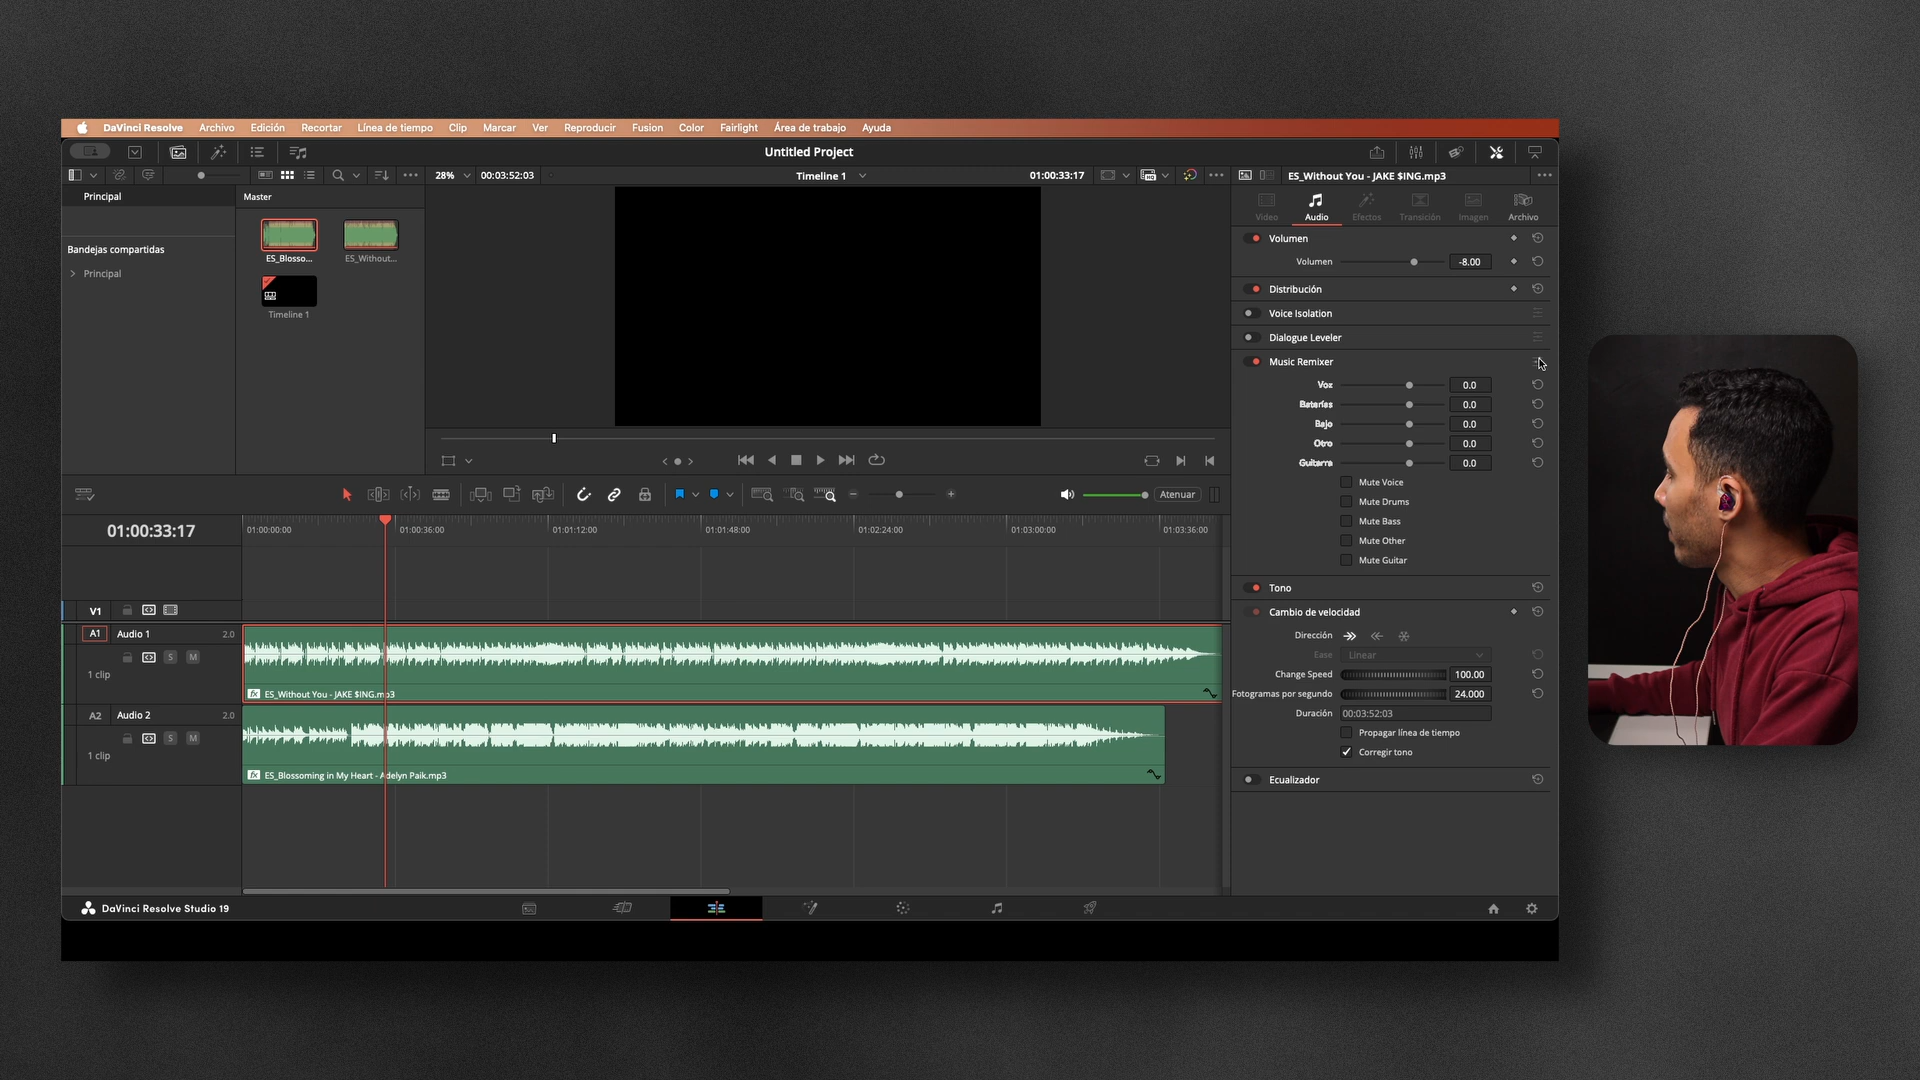 DaVinci Resolve Archivo Edición Recortar Línea de tiempo Clip Marcar Ver Reproducir Fusion Color Fairlight Área de trabajo Ayuda
Untitled Project
28% 00:03:52:03 Timeline 1 01:00:33:17 ES_Without You - JAKE $ING.mp3
Principal
Bandejas compartidas
Principal
Master
ES_Blosso...
ES_Without...
Timeline 1
Video Audio Efectos Transición Imagen Archivo
Volumen
Volumen -8.00
Distribución
Voice Isolation
Dialogue Leveler
Music Remixer
Voz 0.0
Baterías 0.0
Bajo 0.0
Otro 0.0
Guitarra 0.0
Mute Voice
Mute Drums
Mute Bass
Mute Other
Mute Guitar
Tono
Cambio de velocidad
Dirección
Ease Linear
Change Speed 100.00
Fotogramas por segundo 24.000
Duración 00:03:52:03
Propagar línea de tiempo
Corregir tono
Ecualizador
Atenuar
01:00:33:17
01:00:00:00 01:00:36:00 01:01:12:00 01:01:48:00 01:02:24:00 01:03:00:00 01:03:36:00
V1
A1 Audio 1 2.0
S M
1 clip
fx ES_Without You - JAKE $ING.mp3
A2 Audio 2 2.0
S M
1 clip
fx ES_Blossoming in My Heart - Adelyn Paik.mp3
DaVinci Resolve Studio 19